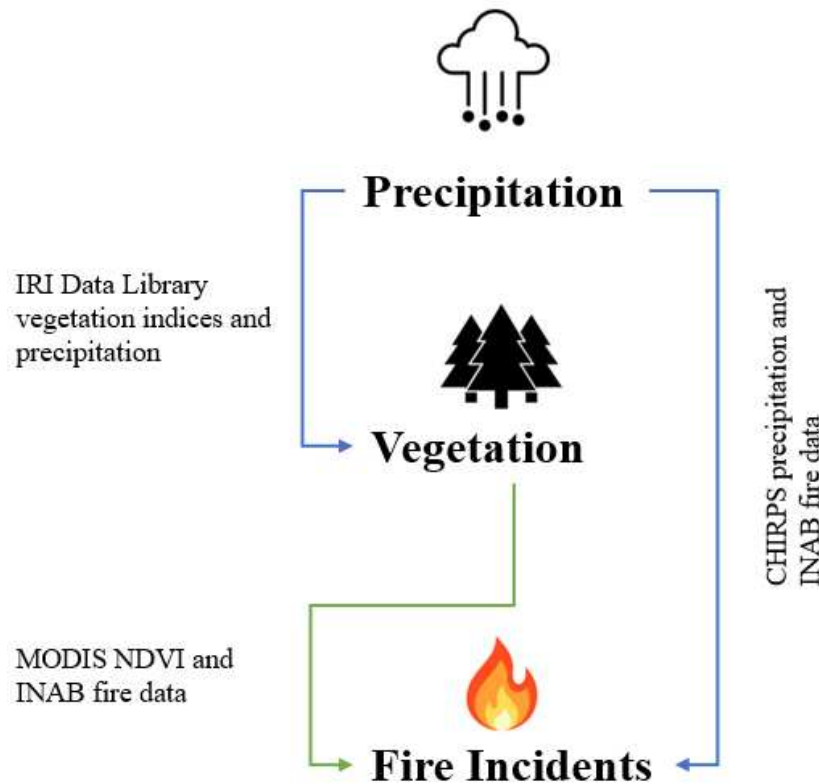 Precipitation
IRI Data Library
vegetation indices and
precipitation
CHIRPS precipitation and
INAB fire data
Vegetation
MODIS NDVI and
INAB fire data
Fire Incidents